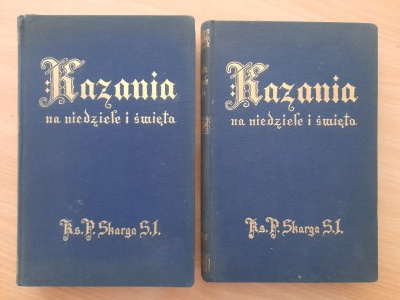 Kazania
na niedziele i święta
Ks. P. Skarga S.J.
Kazania
na niedziele i święta
Ks. P. Skarga S.J.